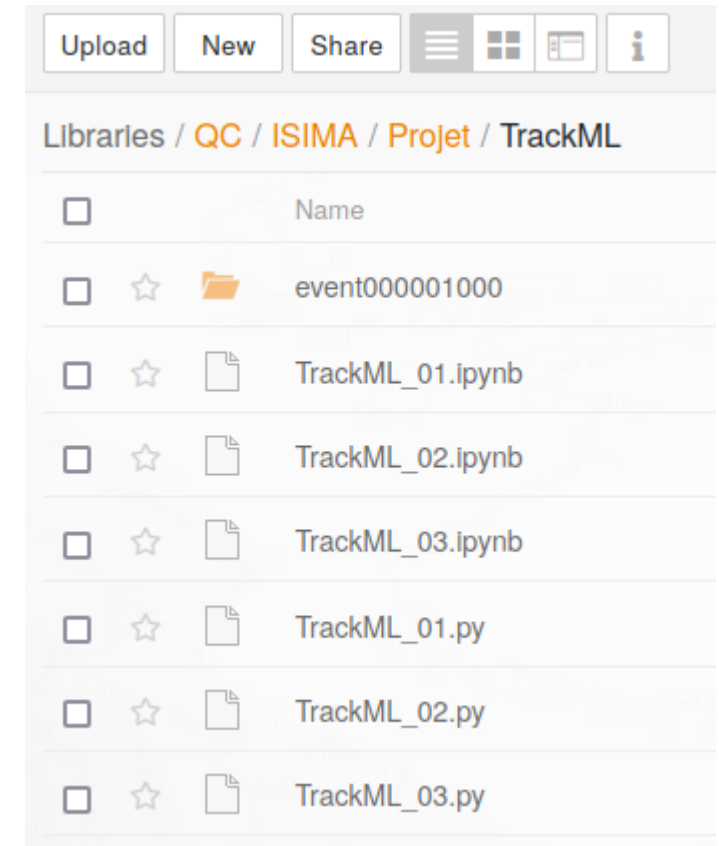 Upload New Share
Libraries / QC / ISIMA / Projet / TrackML
Name
event000001000
TrackML_01.ipynb
TrackML_02.ipynb
TrackML_03.ipynb
TrackML_01.py
TrackML_02.py
TrackML_03.py